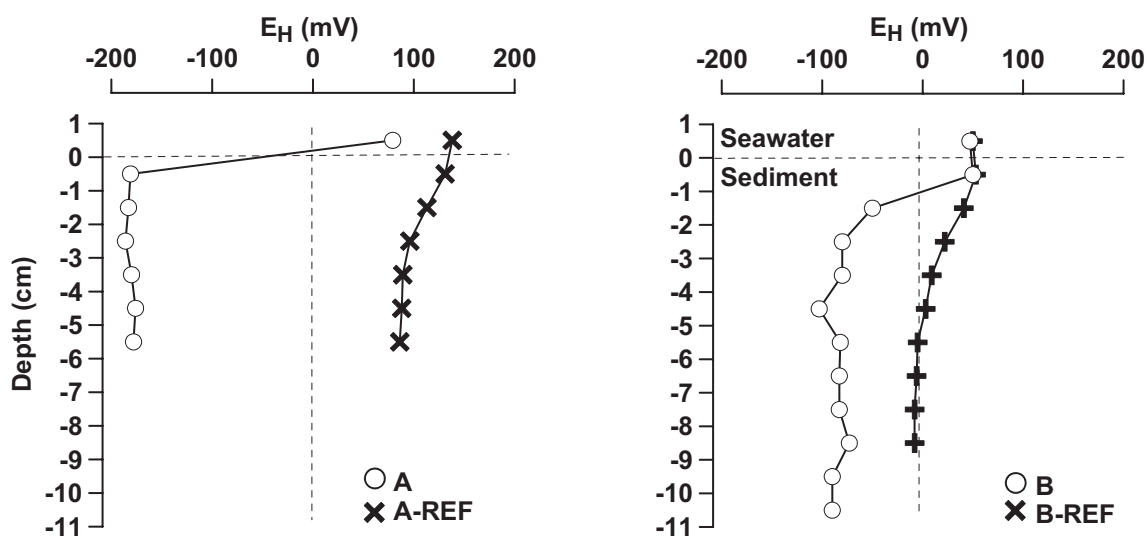 E_H (mV)
-200 -100 0 100 200
1
0
-1
-2
-3
-4
-5
-6
-7
-8
-9
-10
-11
Depth (cm)
A
A-REF
E_H (mV)
-200 -100 0 100 200
1
0
-1
-2
-3
-4
-5
-6
-7
-8
-9
-10
-11
Seawater
Sediment
B
B-REF